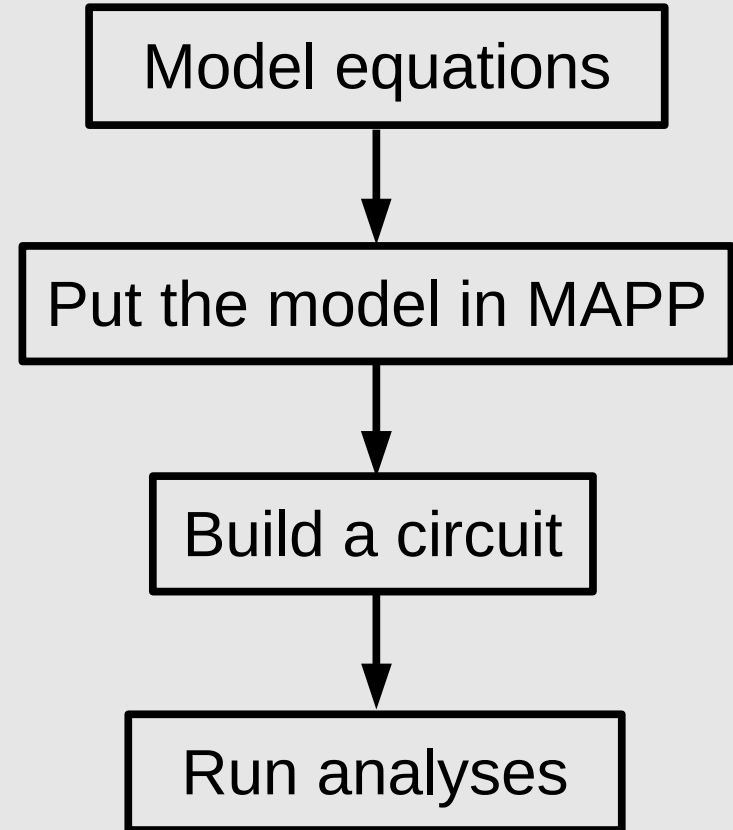 Model equations
Put the model in MAPP
Build a circuit
Run analyses